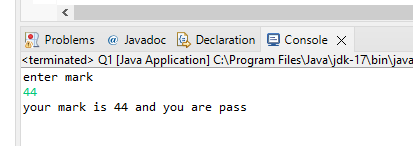 Problems @ Javadoc Declaration Console
<terminated> Q1 [Java Application] C:\Program Files\Java\jdk-17\bin\java
enter mark
44
your mark is 44 and you are pass